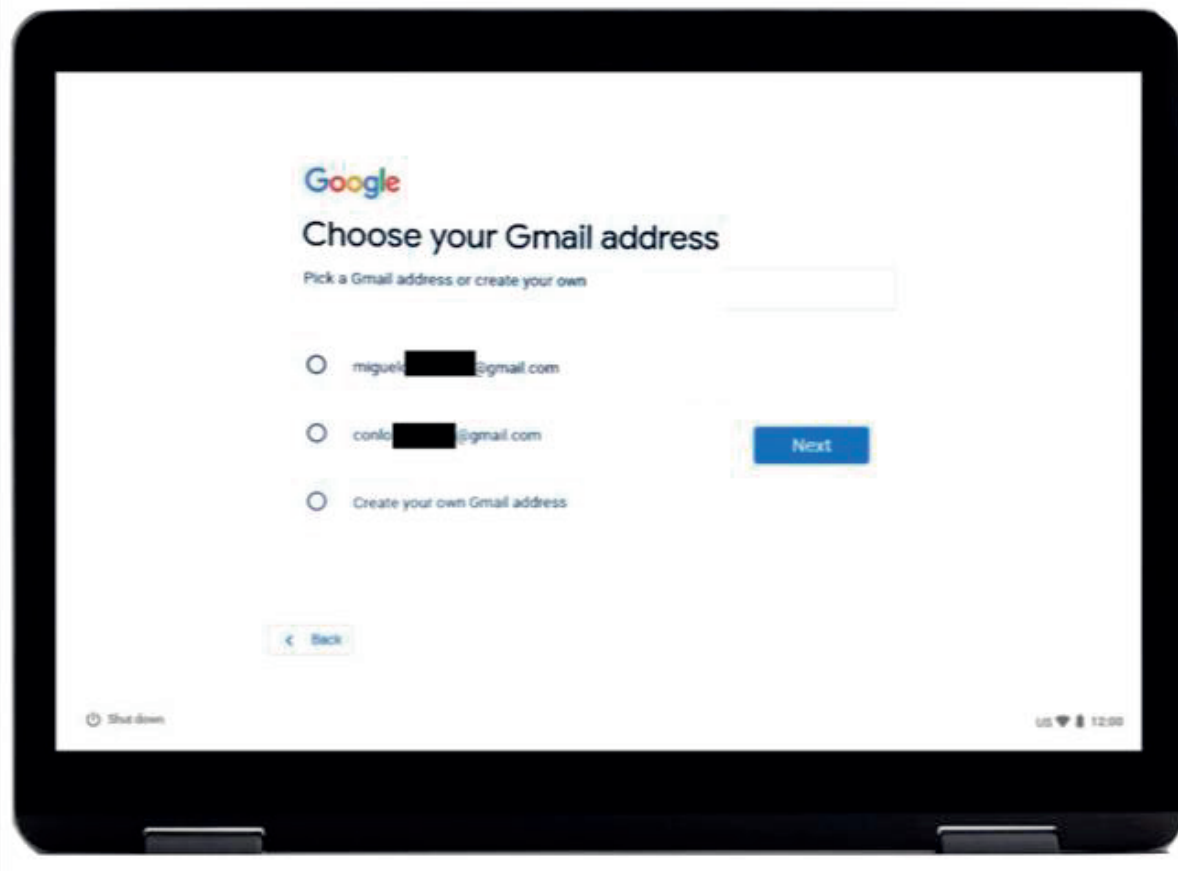 Google
Choose your Gmail address
Pick a Gmail address or create your own
miguelc @gmail.com
conlo @gmail.com
Next
Create your own Gmail address
< Back
Shut down
US 12:00